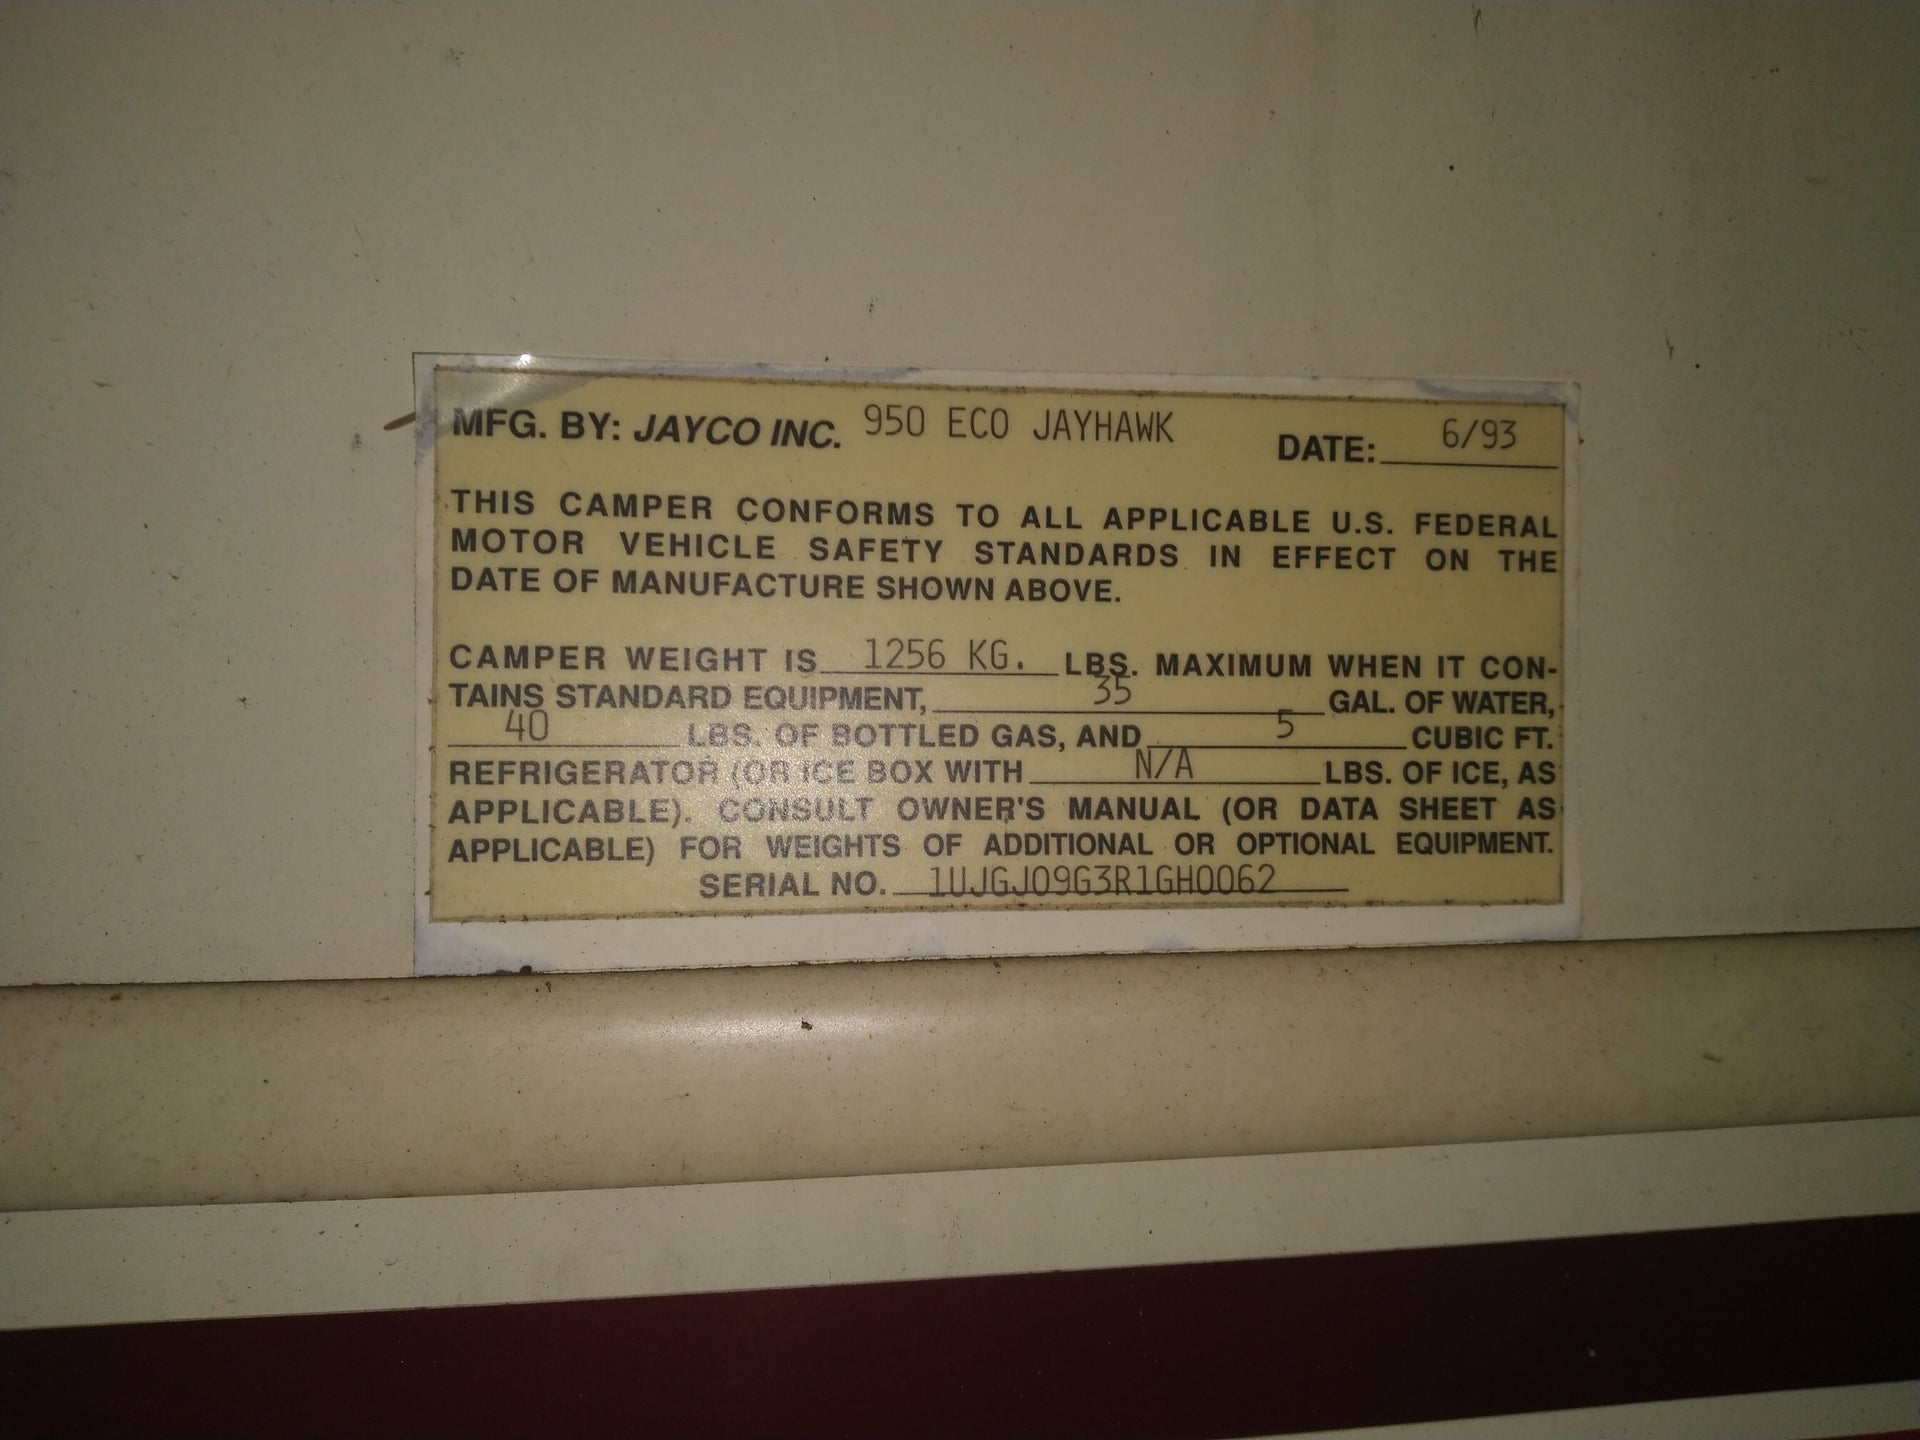 MFG. BY: JAYCO INC. 950 ECO JAYHAWK DATE: 6/93
THIS CAMPER CONFORMS TO ALL APPLICABLE U.S. FEDERAL
MOTOR VEHICLE SAFETY STANDARDS IN EFFECT ON THE
DATE OF MANUFACTURE SHOWN ABOVE.
CAMPER WEIGHT IS 1256 KG. LBS. MAXIMUM WHEN IT CON-
TAINS STANDARD EQUIPMENT, 35 GAL. OF WATER,
40 LBS. OF BOTTLED GAS, AND 5 CUBIC FT.
REFRIGERATOR (OR ICE BOX WITH N/A LBS. OF ICE, AS
APPLICABLE). CONSULT OWNER'S MANUAL (OR DATA SHEET AS
APPLICABLE) FOR WEIGHTS OF ADDITIONAL OR OPTIONAL EQUIPMENT.
SERIAL NO. 1UJGJ09G3R1GH0062